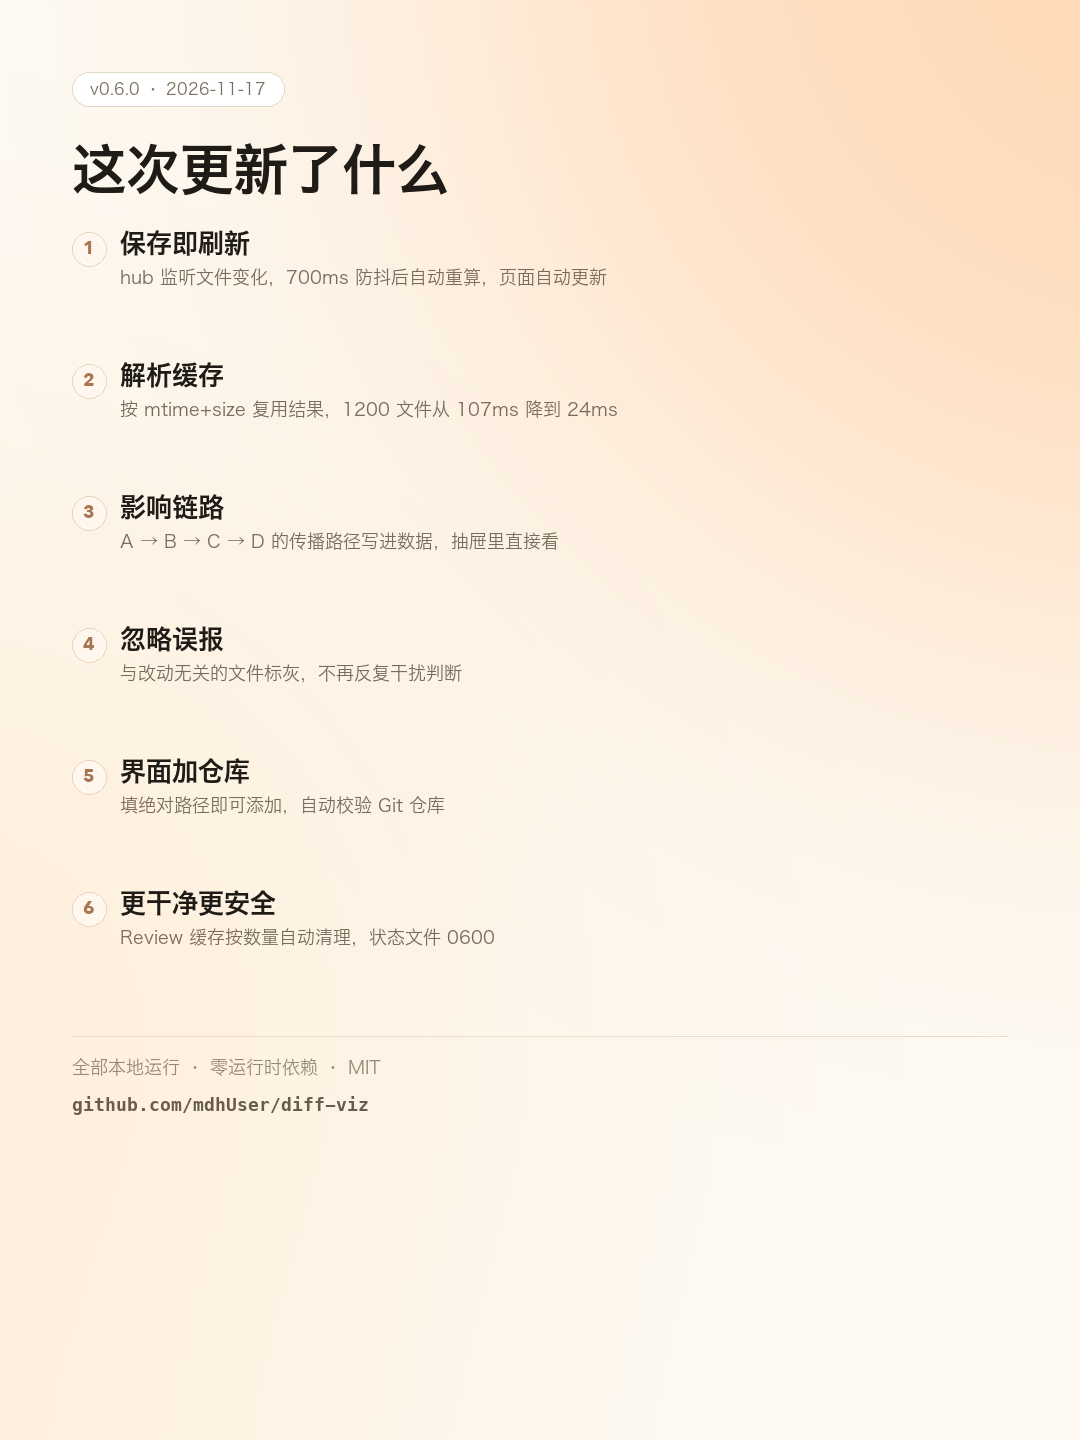 v0.6.0 · 2026-11-17
这次更新了什么
1 保存即刷新
hub 监听文件变化，700ms 防抖后自动重算，页面自动更新
2 解析缓存
按 mtime+size 复用结果，1200 文件从 107ms 降到 24ms
3 影响链路
A → B → C → D 的传播路径写进数据，抽屉里直接看
4 忽略误报
与改动无关的文件标灰，不再反复干扰判断
5 界面加仓库
填绝对路径即可添加，自动校验 Git 仓库
6 更干净更安全
Review 缓存按数量自动清理，状态文件 0600
全部本地运行 · 零运行时依赖 · MIT
github.com/mdhUser/diff-viz